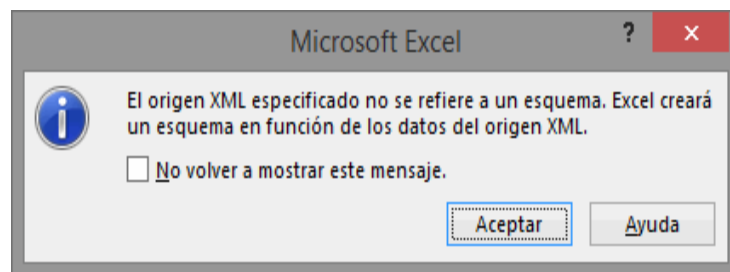 Microsoft Excel
?
El origen XML especificado no se refiere a un esquema. Excel creará
un esquema en función de los datos del origen XML.
No volver a mostrar este mensaje.
Aceptar Ayuda